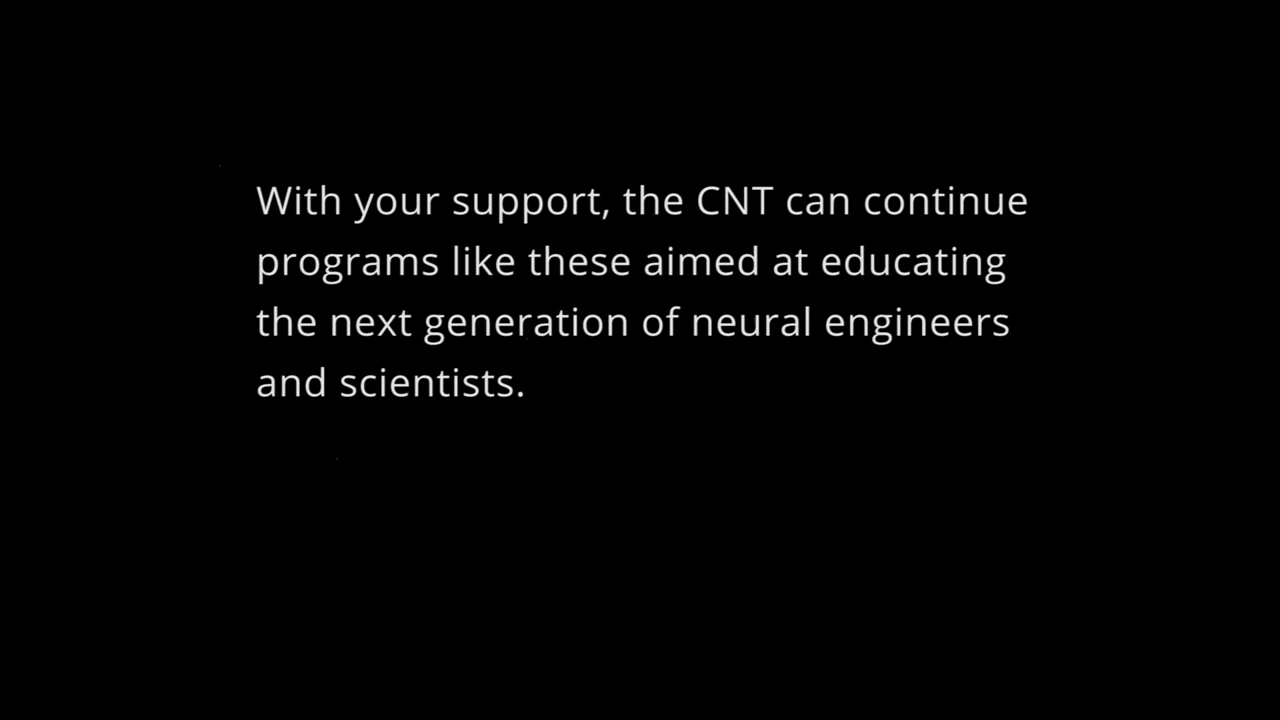 With your support, the CNT can continue
programs like these aimed at educating
the next generation of neural engineers
and scientists.